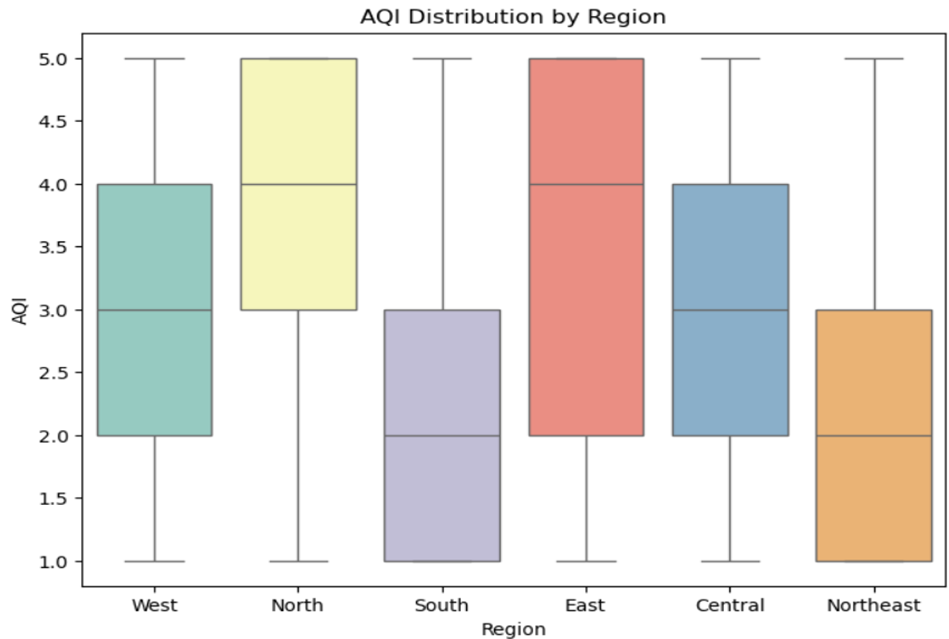 AQI Distribution by Region
5.0
4.5
4.0
3.5
3.0
2.5
2.0
1.5
1.0
AQI
West North South East Central Northeast
Region